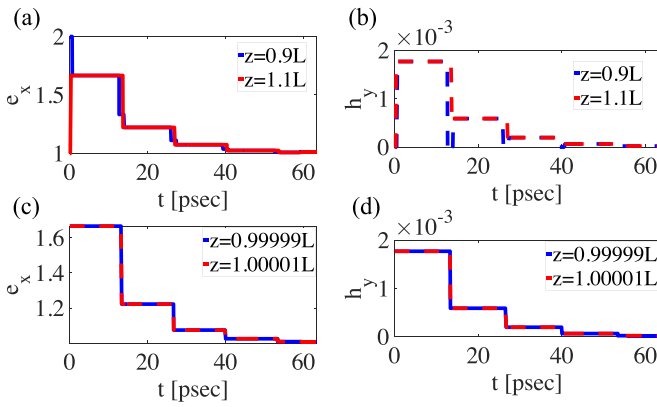 (a)
2
1.5
1
e_x
z=0.9L
z=1.1L
0 20 40 60
t [psec]
(b)
×10^-3
2
1
0
h_y
z=0.9L
z=1.1L
0 20 40 60
t [psec]
(c)
1.6
1.4
1.2
e_x
z=0.99999L
z=1.00001L
0 20 40 60
t [psec]
(d)
×10^-3
2
1
0
h_y
z=0.99999L
z=1.00001L
0 20 40 60
t [psec]